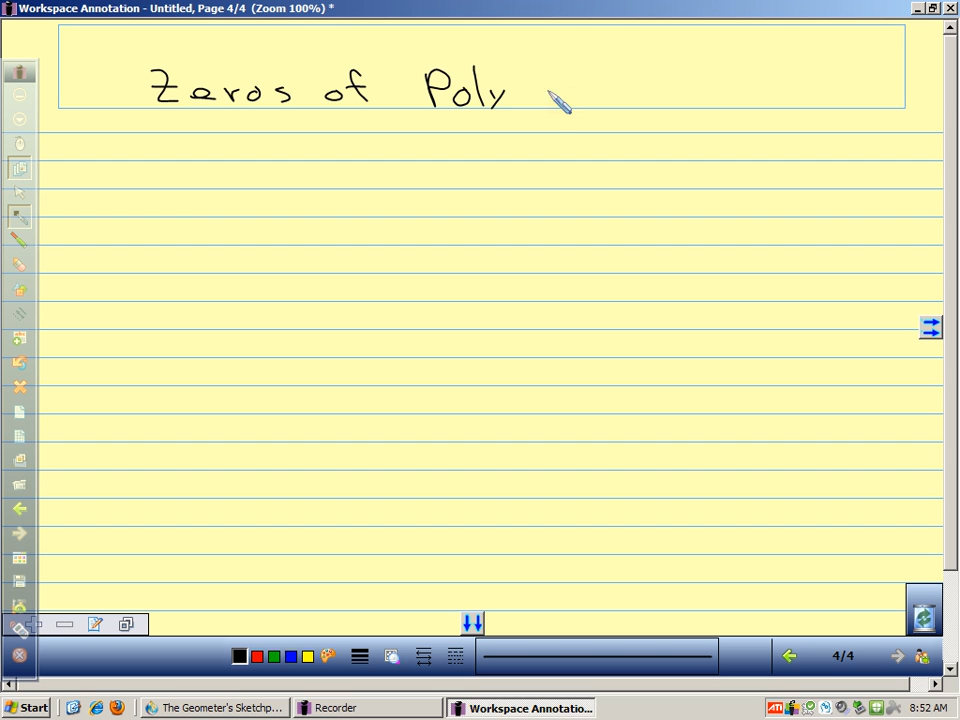 Workspace Annotation - Untitled, Page 4/4 (Zoom 100%) *
Zeros of Poly
4/4
Start
The Geometer's Sketchp...
Recorder
Workspace Annotatio...
ATI
8:52 AM